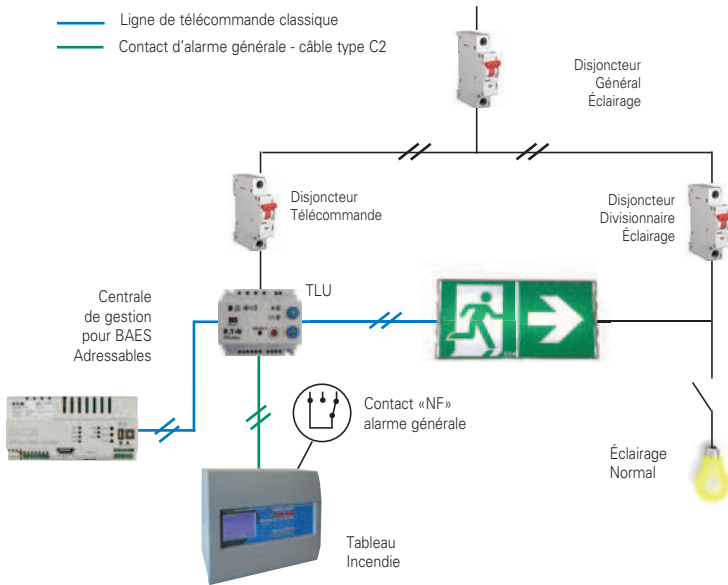 Ligne de télécommande classique
Contact d’alarme générale - câble type C2
Disjoncteur
Général
Éclairage
Disjoncteur
Télécommande
Disjoncteur
Divisionnaire
Éclairage
Centrale
de gestion
pour BAES
Adressables
TLU
Contact «NF»
alarme générale
Éclairage
Normal
Tableau
Incendie